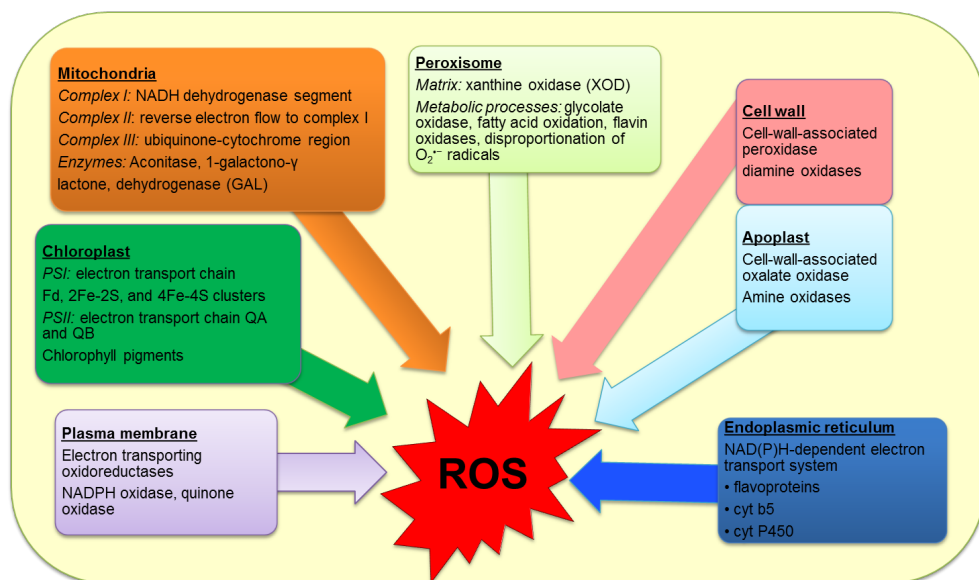 Mitochondria
Complex I: NADH dehydrogenase segment
Complex II: reverse electron flow to complex I
Complex III: ubiquinone-cytochrome region
Enzymes: Aconitase, 1-galactono-γ
lactone, dehydrogenase (GAL)
Peroxisome
Matrix: xanthine oxidase (XOD)
Metabolic processes: glycolate
oxidase, fatty acid oxidation, flavin
oxidases, disproportionation of
O₂•− radicals
Cell wall
Cell-wall-associated
peroxidase
diamine oxidases
Chloroplast
PSI: electron transport chain
Fd, 2Fe-2S, and 4Fe-4S clusters
PSII: electron transport chain QA
and QB
Chlorophyll pigments
Apoplast
Cell-wall-associated
oxalate oxidase
Amine oxidases
Plasma membrane
Electron transporting
oxidoreductases
NADPH oxidase, quinone
oxidase
ROS
Endoplasmic reticulum
NAD(P)H-dependent electron
transport system
• flavoproteins
• cyt b5
• cyt P450